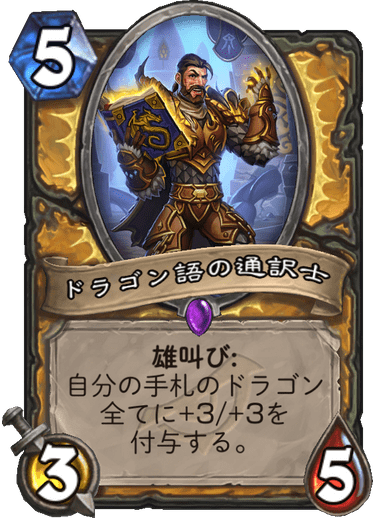 5
ドラゴン語の通訳士
雄叫び:
自分の手札のドラゴン
全てに+3/+3を
付与する。
3
5